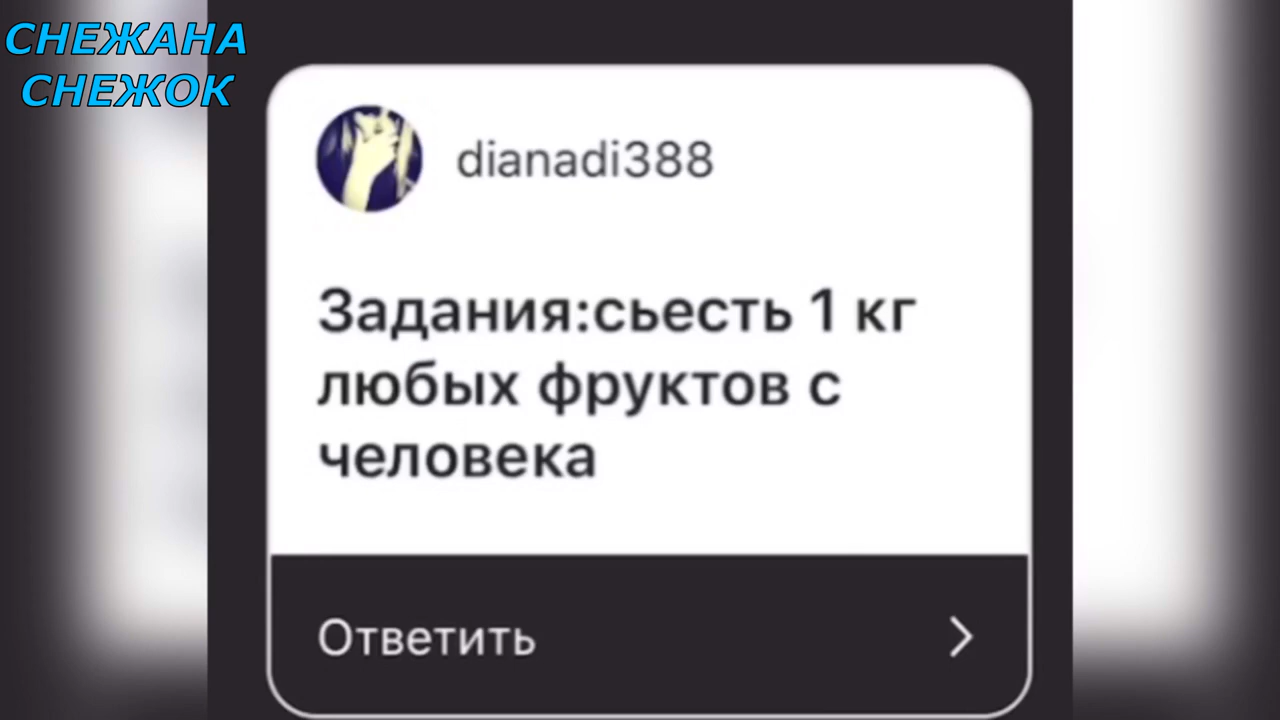 СНЕЖАНА
СНЕЖОК
dianadi388
Задания:сьесть 1 кг
любых фруктов с
человека
Ответить